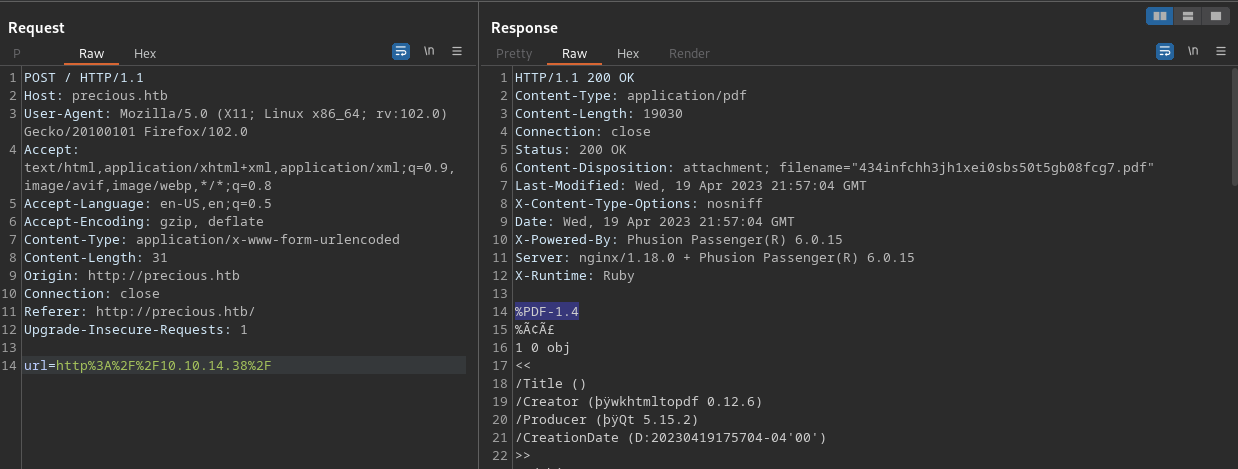 Request
P Raw Hex \n
1 POST / HTTP/1.1
2 Host: precious.htb
3 User-Agent: Mozilla/5.0 (X11; Linux x86_64; rv:102.0)
Gecko/20100101 Firefox/102.0
4 Accept:
text/html,application/xhtml+xml,application/xml;q=0.9,
image/avif,image/webp,*/*;q=0.8
5 Accept-Language: en-US,en;q=0.5
6 Accept-Encoding: gzip, deflate
7 Content-Type: application/x-www-form-urlencoded
8 Content-Length: 31
9 Origin: http://precious.htb
10 Connection: close
11 Referer: http://precious.htb/
12 Upgrade-Insecure-Requests: 1
13
14 url=http%3A%2F%2F10.10.14.38%2F
Response
Pretty Raw Hex Render \n
1 HTTP/1.1 200 OK
2 Content-Type: application/pdf
3 Content-Length: 19030
4 Connection: close
5 Status: 200 OK
6 Content-Disposition: attachment; filename="434infchh3jh1xei0sbs50t5gb08fcg7.pdf"
7 Last-Modified: Wed, 19 Apr 2023 21:57:04 GMT
8 X-Content-Type-Options: nosniff
9 Date: Wed, 19 Apr 2023 21:57:04 GMT
10 X-Powered-By: Phusion Passenger(R) 6.0.15
11 Server: nginx/1.18.0 + Phusion Passenger(R) 6.0.15
12 X-Runtime: Ruby
13
14 %PDF-1.4
15 %Ã¢Ã£
16 1 0 obj
17 <<
18 /Title ()
19 /Creator (þÿwkhtmltopdf 0.12.6)
20 /Producer (þÿQt 5.15.2)
21 /CreationDate (D:20230419175704-04'00')
22 >>